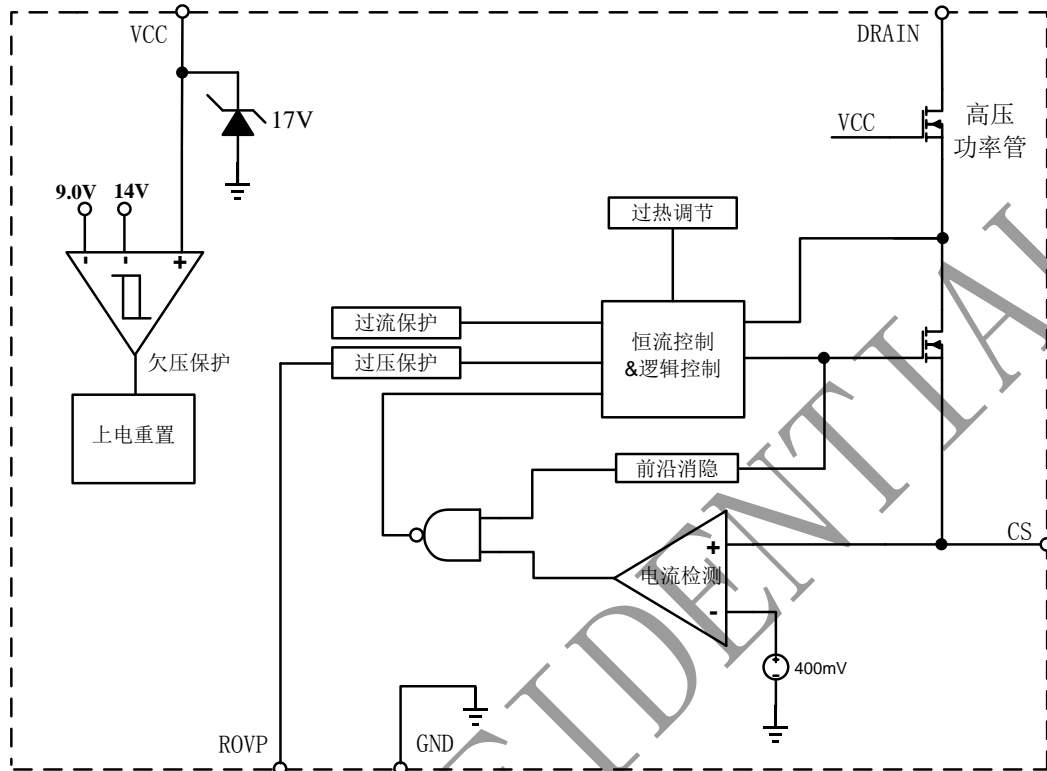 VCC
DRAIN
17V
VCC
高压
功率管
9.0V
14V
-
-
+
过热调节
过流保护
恒流控制
&逻辑控制
过压保护
欠压保护
上电重置
前沿消隐
CS
+
电流检测
-
+
-
400mV
ROVP
GND
IDENTIAL